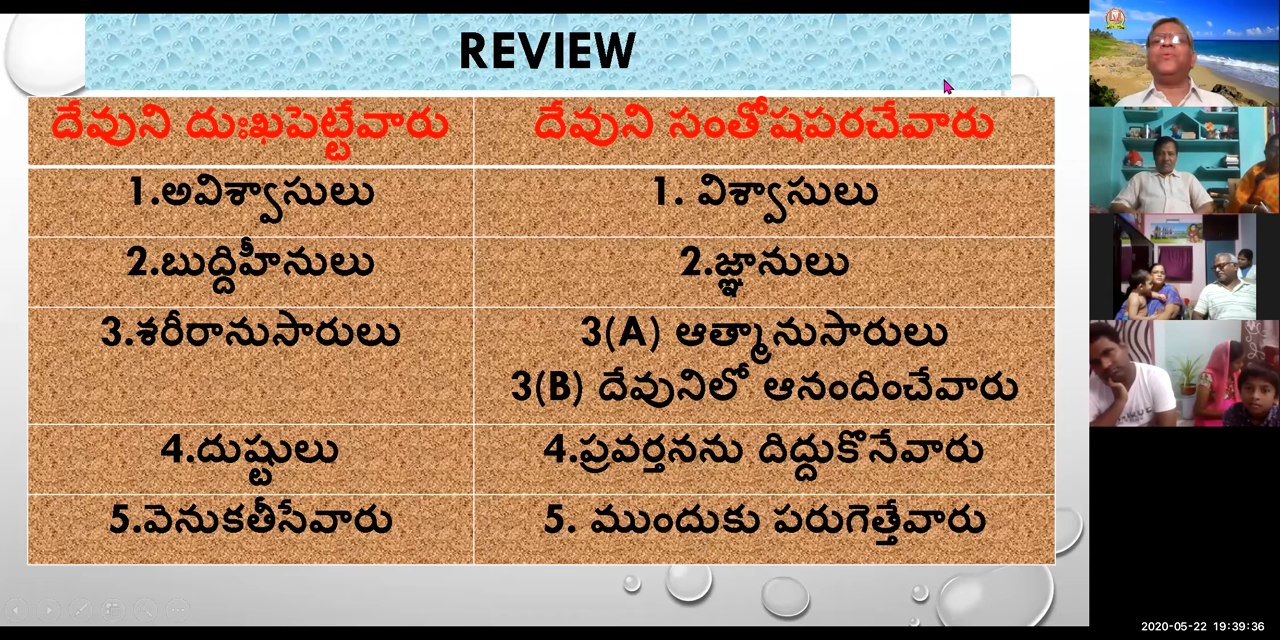 REVIEW
దేవుని దుఃఖపెట్టేవారు
దేవుని సంతోషపరచేవారు
1.అవిశ్వాసులు
1. విశ్వాసులు
2.బుద్దిహీనులు
2.జ్ఞానులు
3.శరీరానుసారులు
3(A) ఆత్మానుసారులు
3(B) దేవునిలో ఆనందించేవారు
4.దుష్టులు
4.ప్రవర్తనను దిద్దుకొనేవారు
5.వెనుకతీసేవారు
5. ముందుకు పరుగెత్తేవారు
2020-05-22 19:39:36